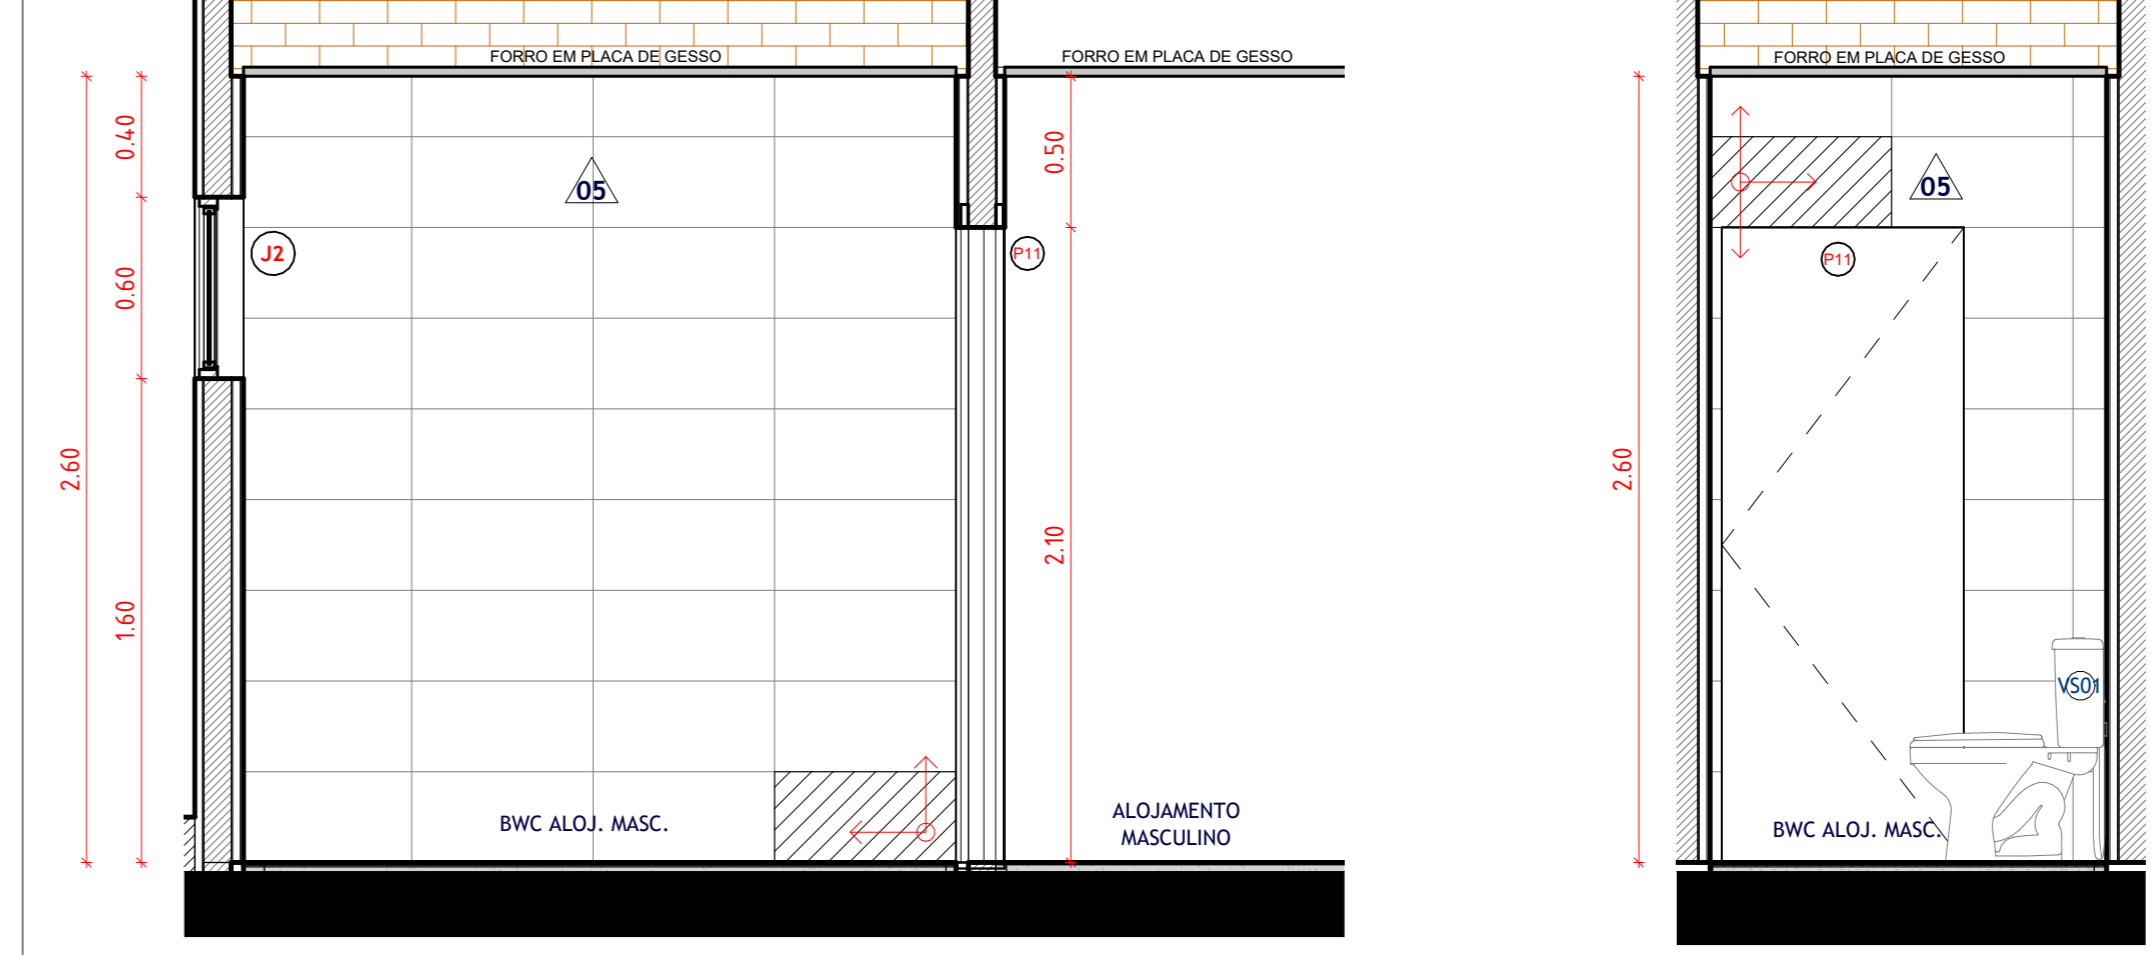 FORRO EM PLACA DE GESSO
FORRO EM PLACA DE GESSO
0.40
0.60
1.60
2.60
05
J2
P11
0.50
2.10
BWC ALOJ. MASC.
ALOJAMENTO
MASCULINO
FORRO EM PLACA DE GESSO
2.60
05
P11
VS01
BWC ALOJ. MASC.